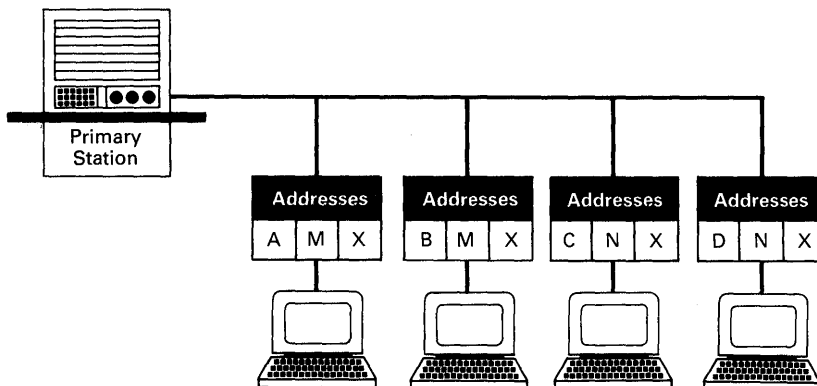 Primary
Station
Addresses Addresses Addresses Addresses
A M X B M X C N X D N X